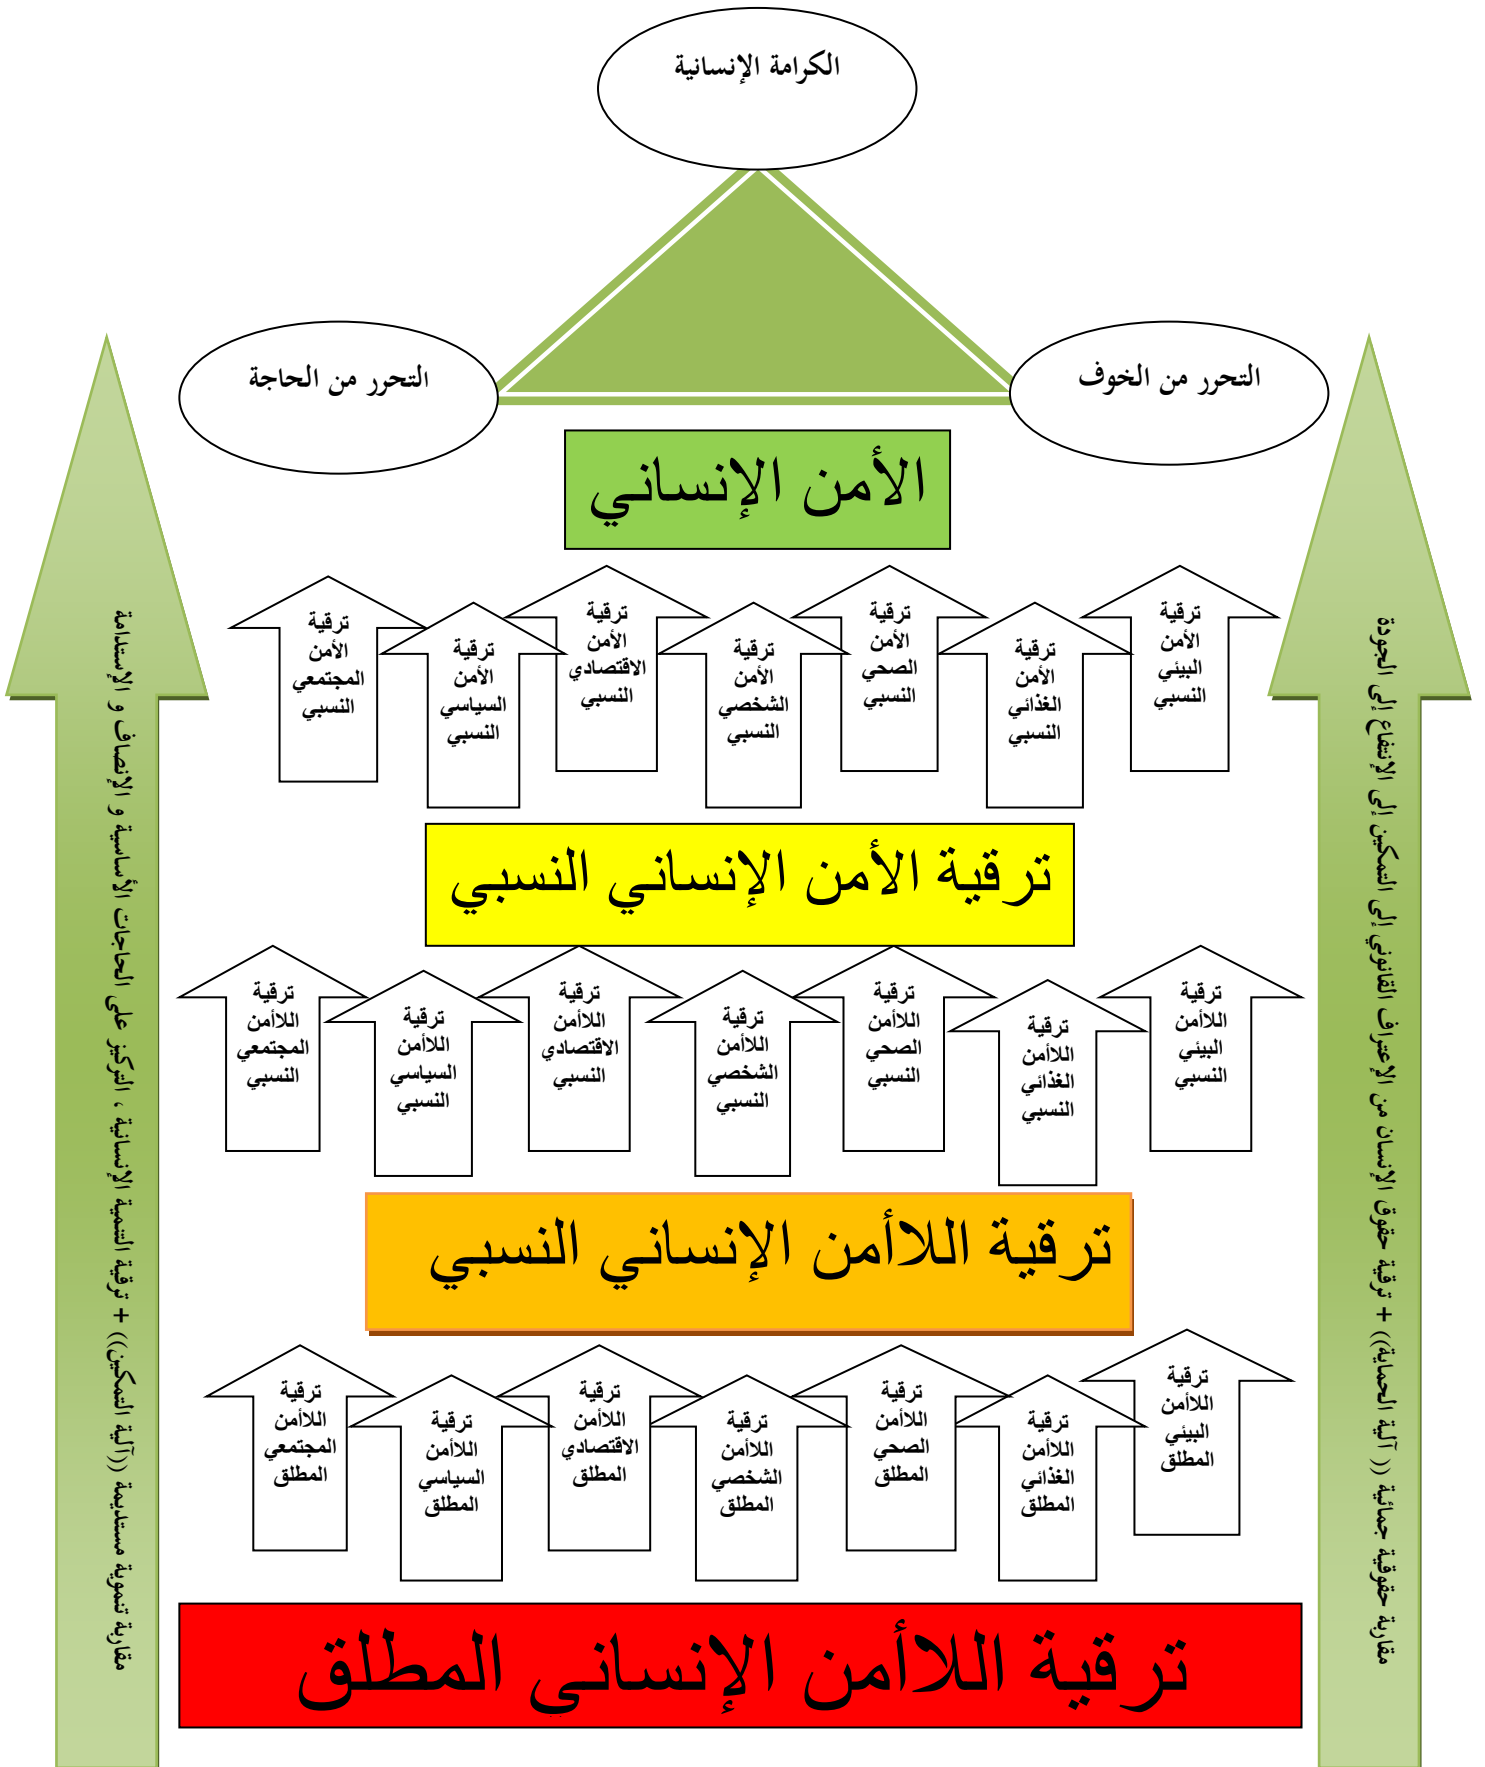 الكرامة الإنسانية
التحرر من الخوف
التحرر من الحاجة
الأمن الإنساني
ترقية
الأمن
البيئي
النسبي
ترقية
الأمن
الغذائي
النسبي
ترقية
الأمن
الصحي
النسبي
ترقية
الأمن
الشخصي
النسبي
ترقية
الأمن
الاقتصادي
النسبي
ترقية
الأمن
السياسي
النسبي
ترقية
الأمن
المجتمعي
النسبي
ترقية الأمن الإنساني النسبي
ترقية
اللاأمن
البيئي
النسبي
ترقية
اللاأمن
الغذائي
النسبي
ترقية
اللاأمن
الصحي
النسبي
ترقية
اللاأمن
الشخصي
النسبي
ترقية
اللاأمن
الاقتصادي
النسبي
ترقية
اللاأمن
السياسي
النسبي
ترقية
اللاأمن
المجتمعي
النسبي
ترقية اللاأمن الإنساني النسبي
ترقية
اللاأمن
البيئي
المطلق
ترقية
اللاأمن
الغذائي
المطلق
ترقية
اللاأمن
الصحي
المطلق
ترقية
اللاأمن
الشخصي
المطلق
ترقية
اللاأمن
الاقتصادي
المطلق
ترقية
اللاأمن
السياسي
المطلق
ترقية
اللاأمن
المجتمعي
المطلق
ترقية اللاأمن الإنساني المطلق
مقاربة حقوقية حمائية (( آلية الحماية)) + ترقية حقوق الإنسان من الإعتراف القانوني إلى التمكين إلى الإنتفاع إلى الجودة
مقاربة تنموية مستديمة ((آلية التمكين)) + ترقية التنمية الإنسانية ، التركيز على الحاجات الأساسية و الإنصاف و الإستدامة